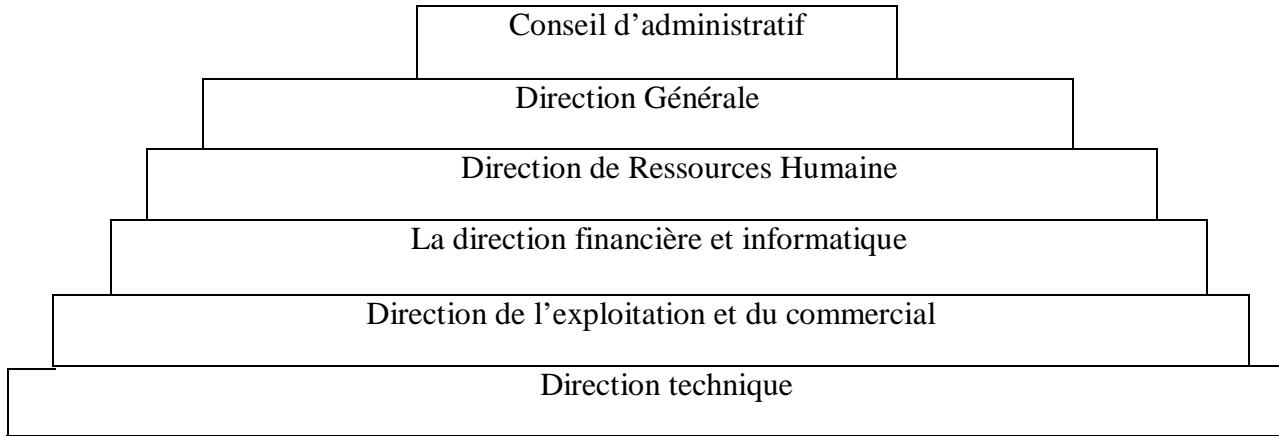 Conseil d’administratif
Direction Générale
Direction de Ressources Humaine
La direction financière et informatique
Direction de l’exploitation et du commercial
Direction technique